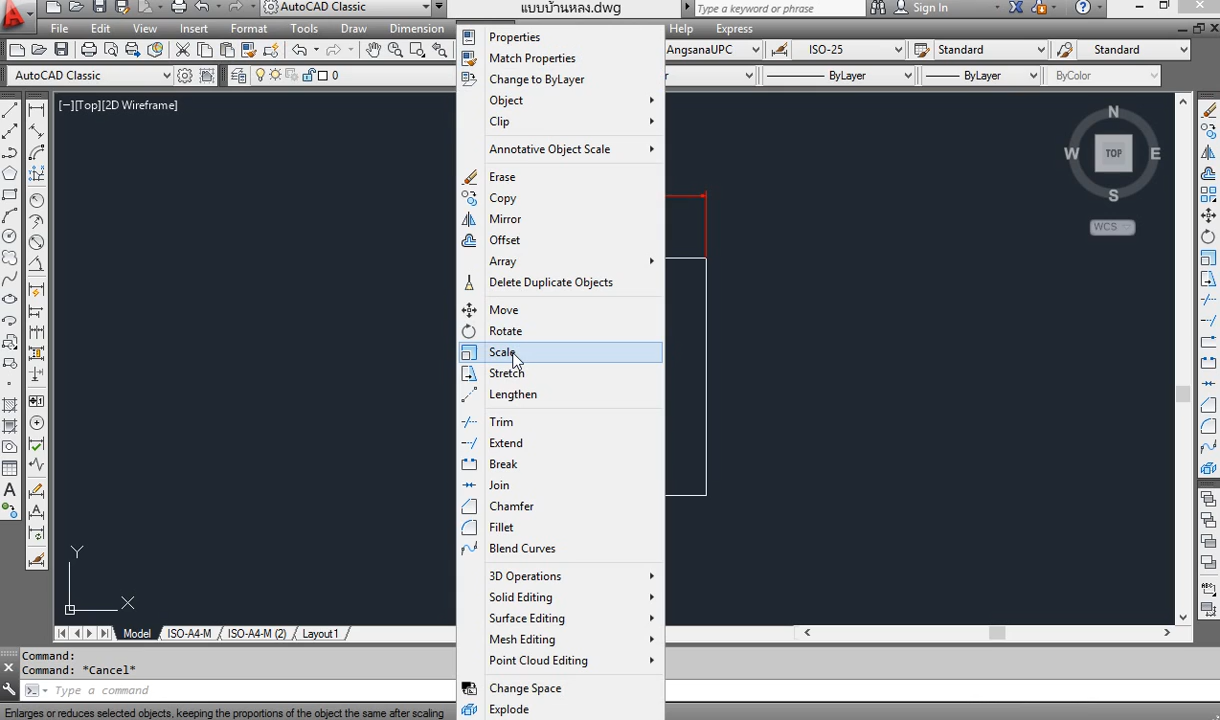 AutoCAD Classic
แบบบ้านหลง.dwg
Type a keyword or phrase
Sign In
File
Edit
View
Insert
Format
Tools
Draw
Dimension
Help
Express
AngsanaUPC
ISO-25
Standard
Standard
AutoCAD Classic
0
r
ByLayer
ByLayer
ByColor
[−][Top][2D Wireframe]
Properties
Match Properties
Change to ByLayer
Object
Clip
Annotative Object Scale
Erase
Copy
Mirror
Offset
Array
Delete Duplicate Objects
Move
Rotate
Scale
Stretch
Lengthen
Trim
Extend
Break
Join
Chamfer
Fillet
Blend Curves
3D Operations
Solid Editing
Surface Editing
Mesh Editing
Point Cloud Editing
Change Space
Explode
N
W
TOP
E
S
WCS
Y
X
Model
ISO-A4-M
ISO-A4-M (2)
Layout1
Command:
Command: *Cancel*
Type a command
Enlarges or reduces selected objects, keeping the proportions of the object the same after scaling